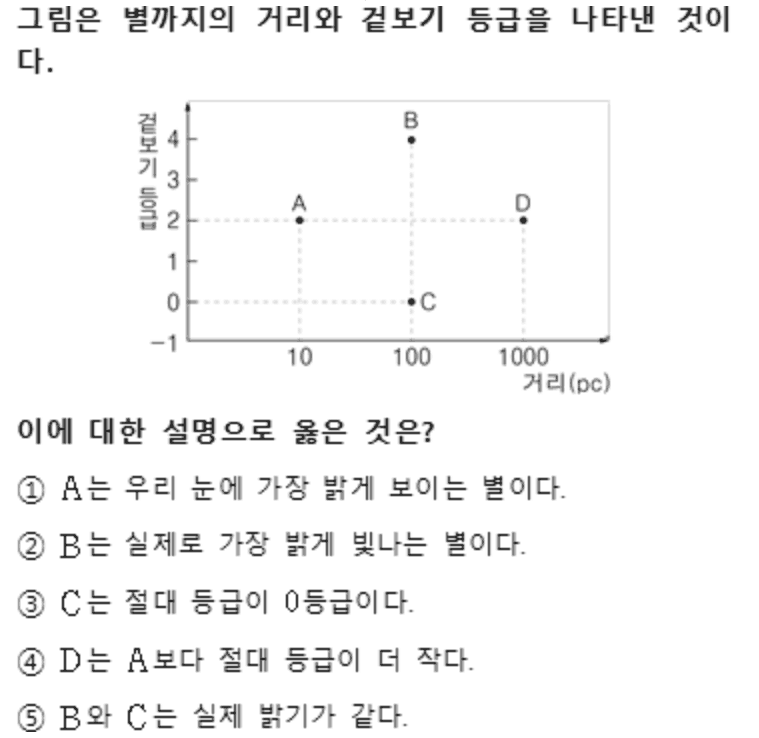 그림은 별까지의 거리와 겉보기 등급을 나타낸 것이
다.
겉보기 등급
4
3
2
1
0
-1
A
B
C
D
10 100 1000
거리(pc)
이에 대한 설명으로 옳은 것은?
① A는 우리 눈에 가장 밝게 보이는 별이다.
② B는 실제로 가장 밝게 빛나는 별이다.
③ C는 절대 등급이 0등급이다.
④ D는 A보다 절대 등급이 더 작다.
⑤ B와 C는 실제 밝기가 같다.